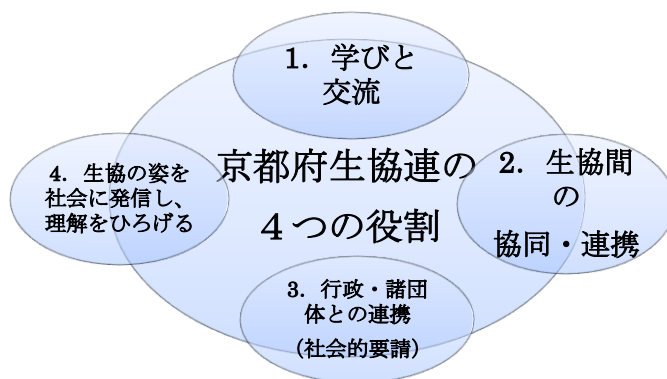 1．学びと
交流
京都府生協連の
４つの役割
2．生協間
の
協同・連携
3．行政・諸団
体との連携
（社会的要請）
4．生協の姿を
社会に発信し、
理解をひろげる